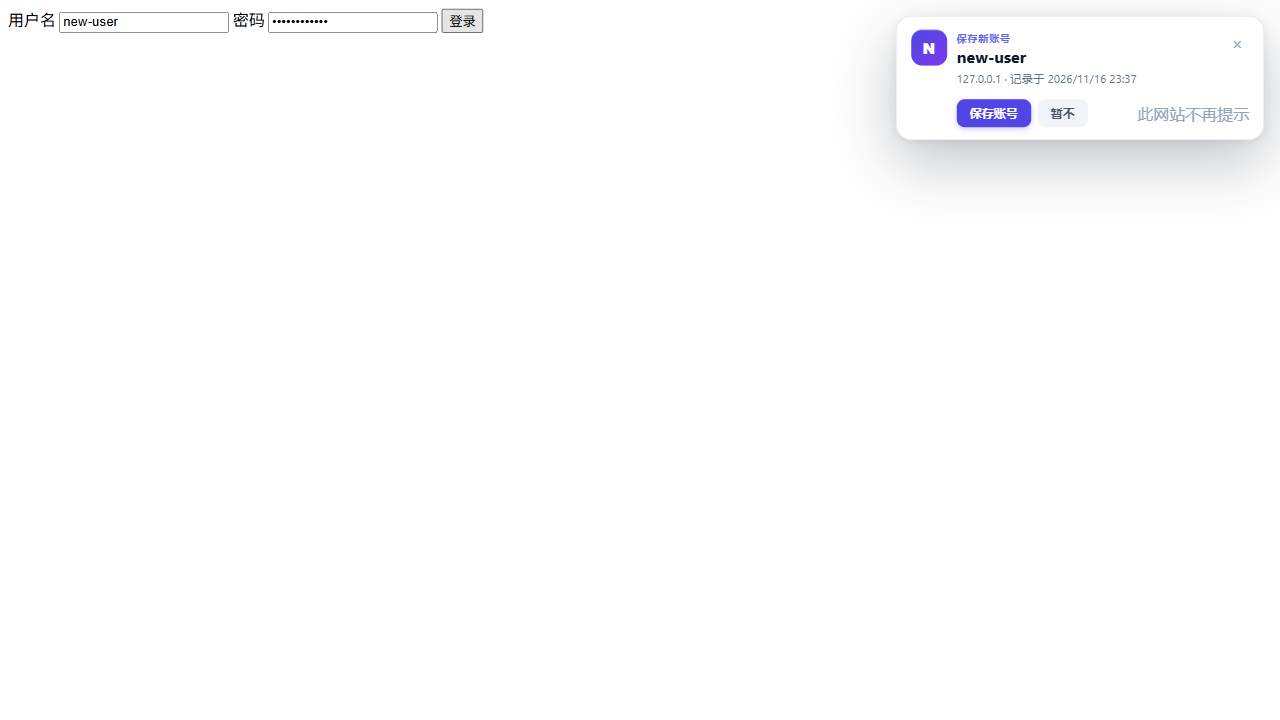 用户名 new-user 密码 •••••••••••• 登录
N
保存新账号
×
new-user
127.0.0.1 · 记录于 2026/11/16 23:37
保存账号 暂不 此网站不再提示